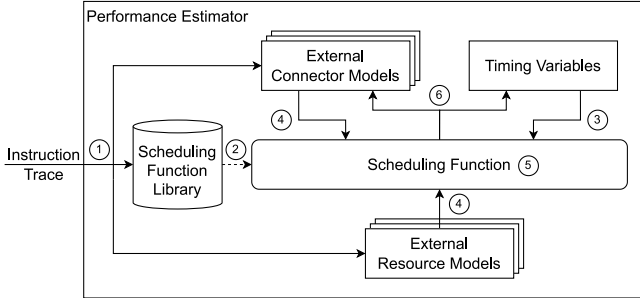 Performance Estimator
External
Connector Models
Timing Variables
6
4
3
Instruction
Trace
1
Scheduling
Function
Library
2
Scheduling Function 5
4
External
Resource Models